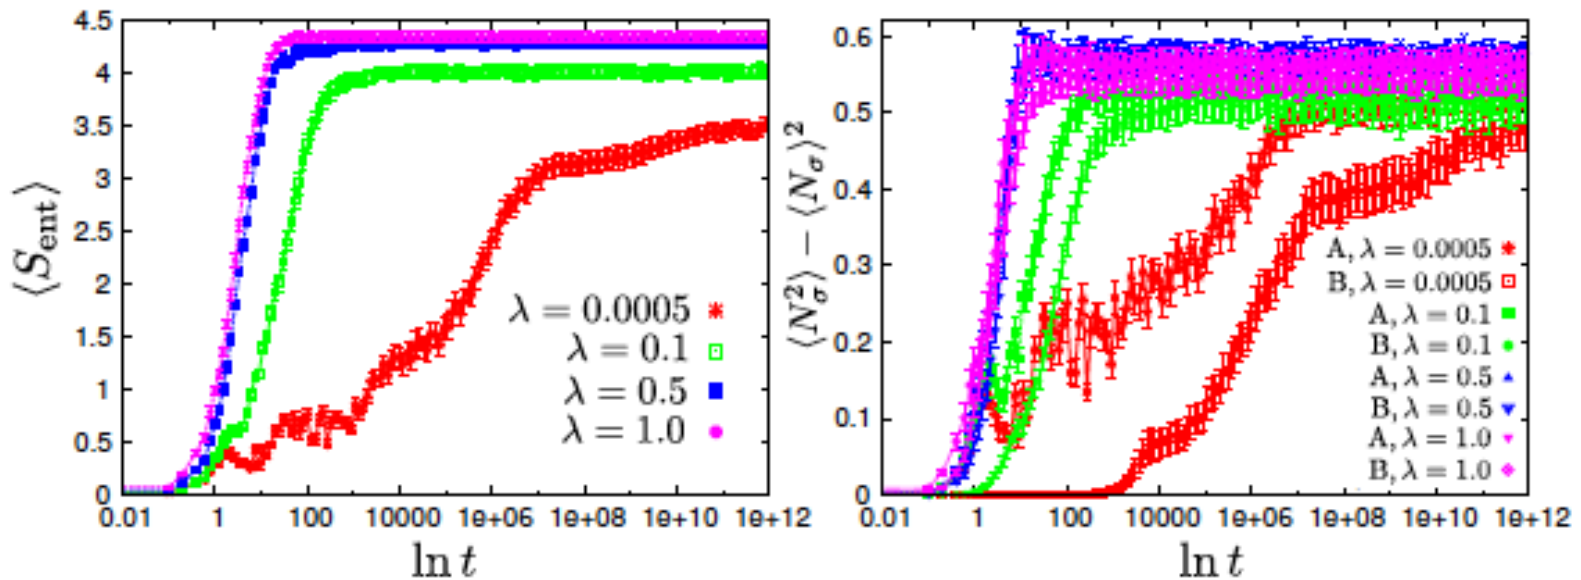 ⟨S_ent⟩
4.5
4
3.5
3
2.5
2
1.5
1
0.5
0
0.01 1 100 10000 1e+06 1e+08 1e+10 1e+12
ln t
λ = 0.0005
λ = 0.1
λ = 0.5
λ = 1.0
⟨N_σ^2⟩ − ⟨N_σ⟩^2
0.6
0.5
0.4
0.3
0.2
0.1
0
0.01 1 100 10000 1e+06 1e+08 1e+10 1e+12
ln t
A, λ = 0.0005
B, λ = 0.0005
A, λ = 0.1
B, λ = 0.1
A, λ = 0.5
B, λ = 0.5
A, λ = 1.0
B, λ = 1.0